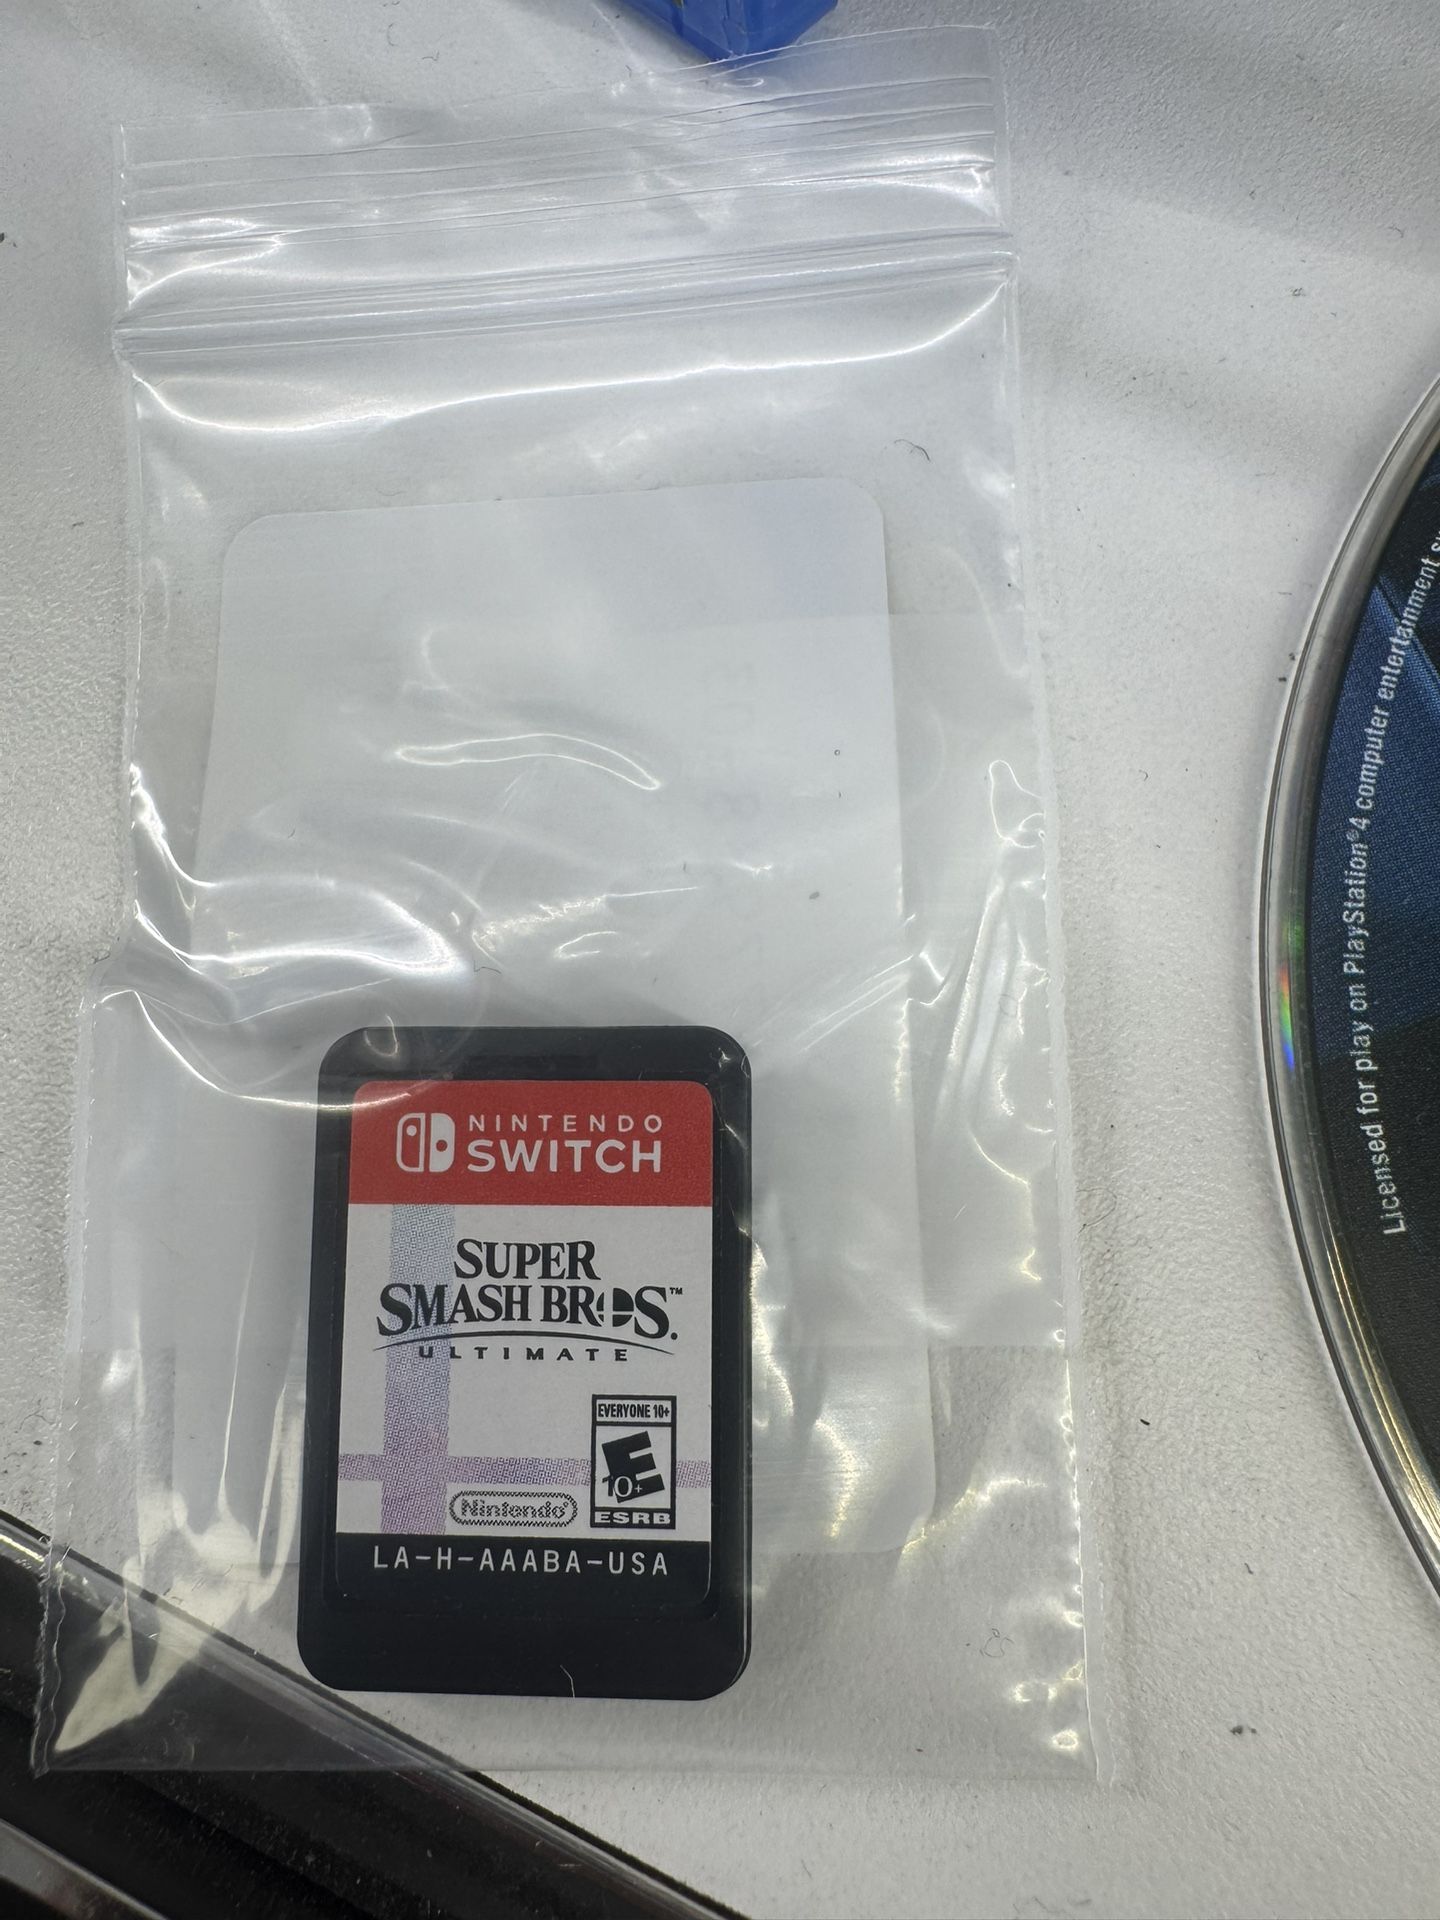 NINTENDO
SWITCH
SUPER
SMASH BROS.™
ULTIMATE
EVERYONE 10+
E
10+
ESRB
Nintendo®
LA-H-AAABA-USA
Licensed for play on PlayStation®4 computer entertainment